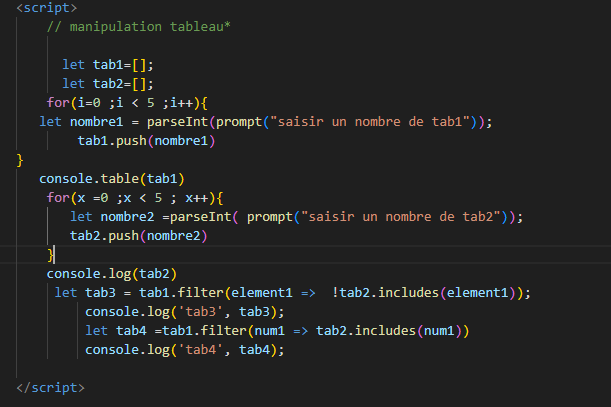 <script>
// manipulation tableau*
let tab1=[];
let tab2=[];
for(i=0 ;i < 5 ;i++){
let nombre1 = parseInt(prompt("saisir un nombre de tab1"));
tab1.push(nombre1)
}
console.table(tab1)
for(x =0 ;x < 5 ; x++){
let nombre2 =parseInt( prompt("saisir un nombre de tab2"));
tab2.push(nombre2)
}
console.log(tab2)
let tab3 = tab1.filter(element1 =>  !tab2.includes(element1));
console.log('tab3', tab3);
let tab4 =tab1.filter(num1 => tab2.includes(num1))
console.log('tab4', tab4);
</script>